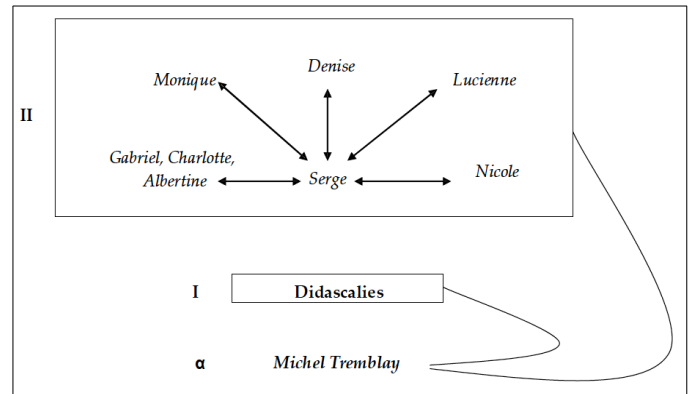 Denise
Monique
Lucienne
II
Gabriel, Charlotte,
Albertine
Serge
Nicole
I
Didascalies
α
Michel Tremblay